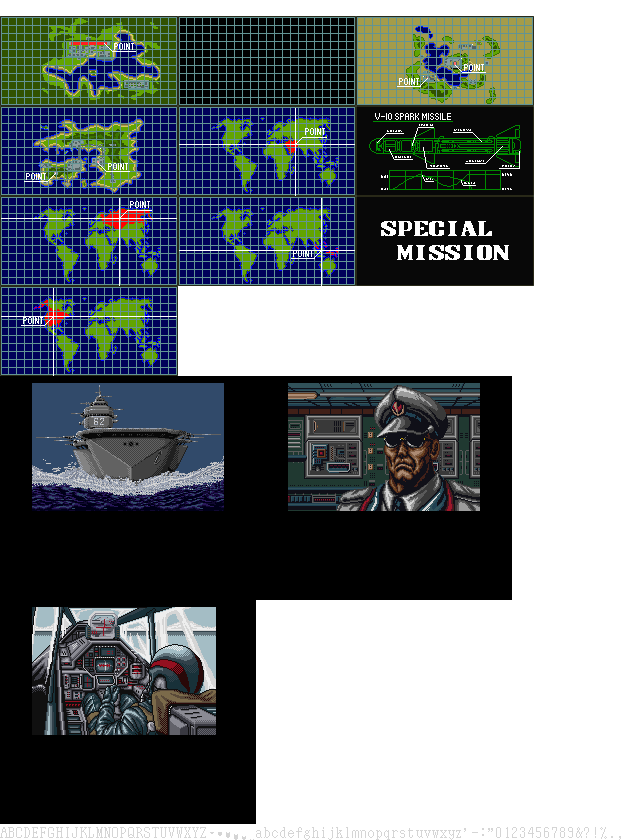 POINT
POINT
POINT
POINT
POINT
POINT
V-10 SPARK MISSILE
POINT
POINT
SPECIAL
MISSION
POINT
62
ABCDEFGHIJKLMNOPQRSTUVWXYZ
abcdefghijklmnopqrstuvwxyz'-:"0123456789&?!%.,